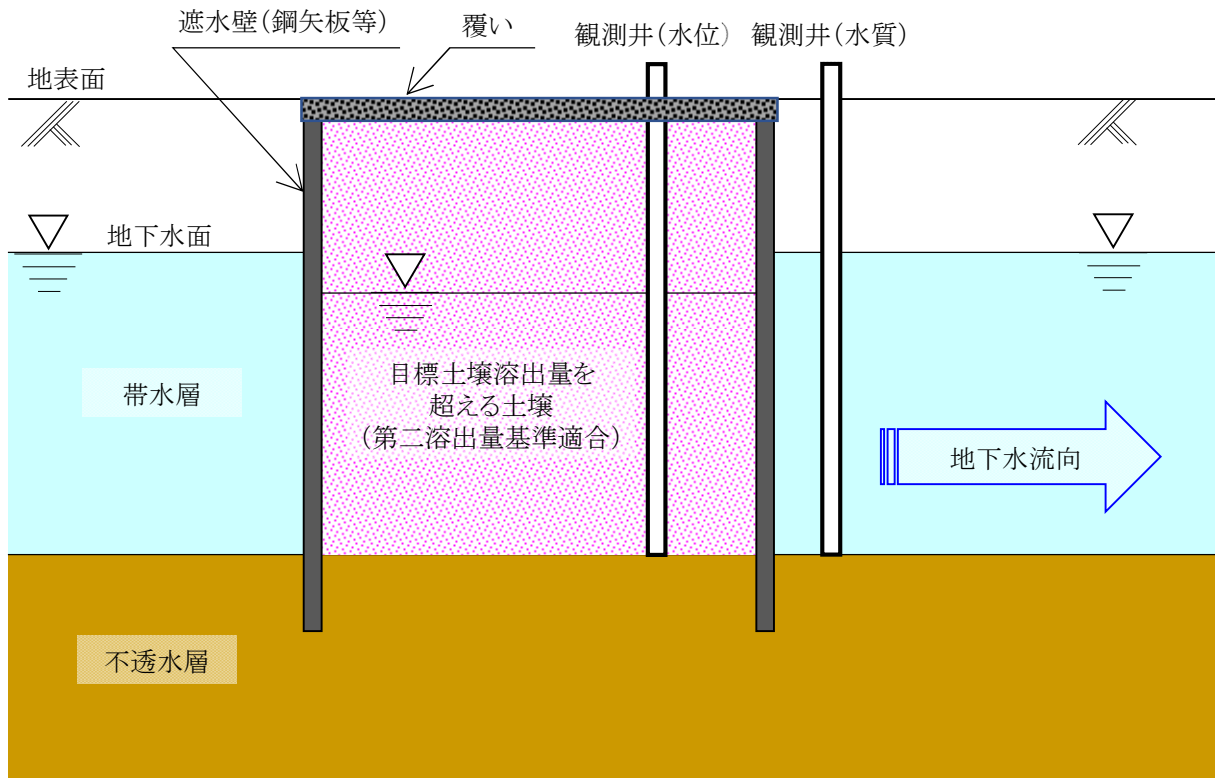 遮水壁（鋼矢板等）
覆い
観測井（水位）
観測井（水質）
地表面
地下水面
目標土壌溶出量を
超える土壌
（第二溶出量基準適合）
帯水層
地下水流向
不透水層